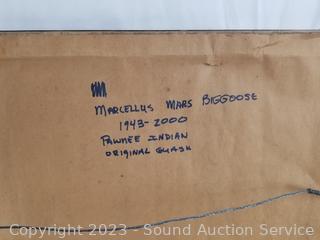 MARCELLUS MARS BIGGOOSE
1943-2000
PAWNEE INDIAN
ORIGINAL GUASH
Copyright 2023 - Sound Auction Service